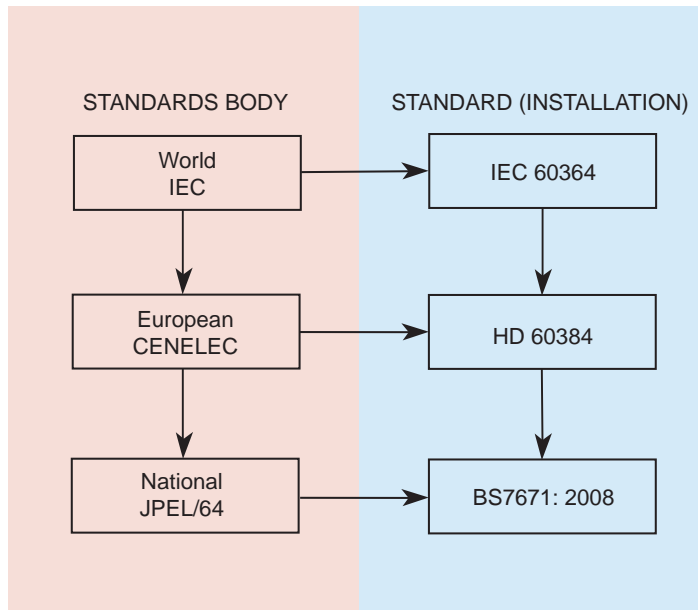 STANDARDS BODY
STANDARD (INSTALLATION)
World
IEC
IEC 60364
European
CENELEC
HD 60384
National
JPEL/64
BS7671: 2008